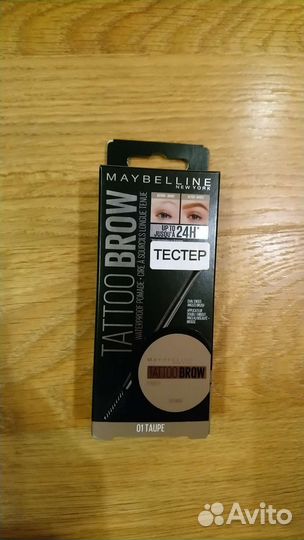 MAYBELLINE
NEW YORK
UP TO
JUSQU'À 24H*
ТЕСТЕР
TATTOO BROW
WATERPROOF POMADE • CIRE À SOURCILS LONGUE TENUE
MAYBELLINE
TATTOO BROW
01 TAUPE
Avito